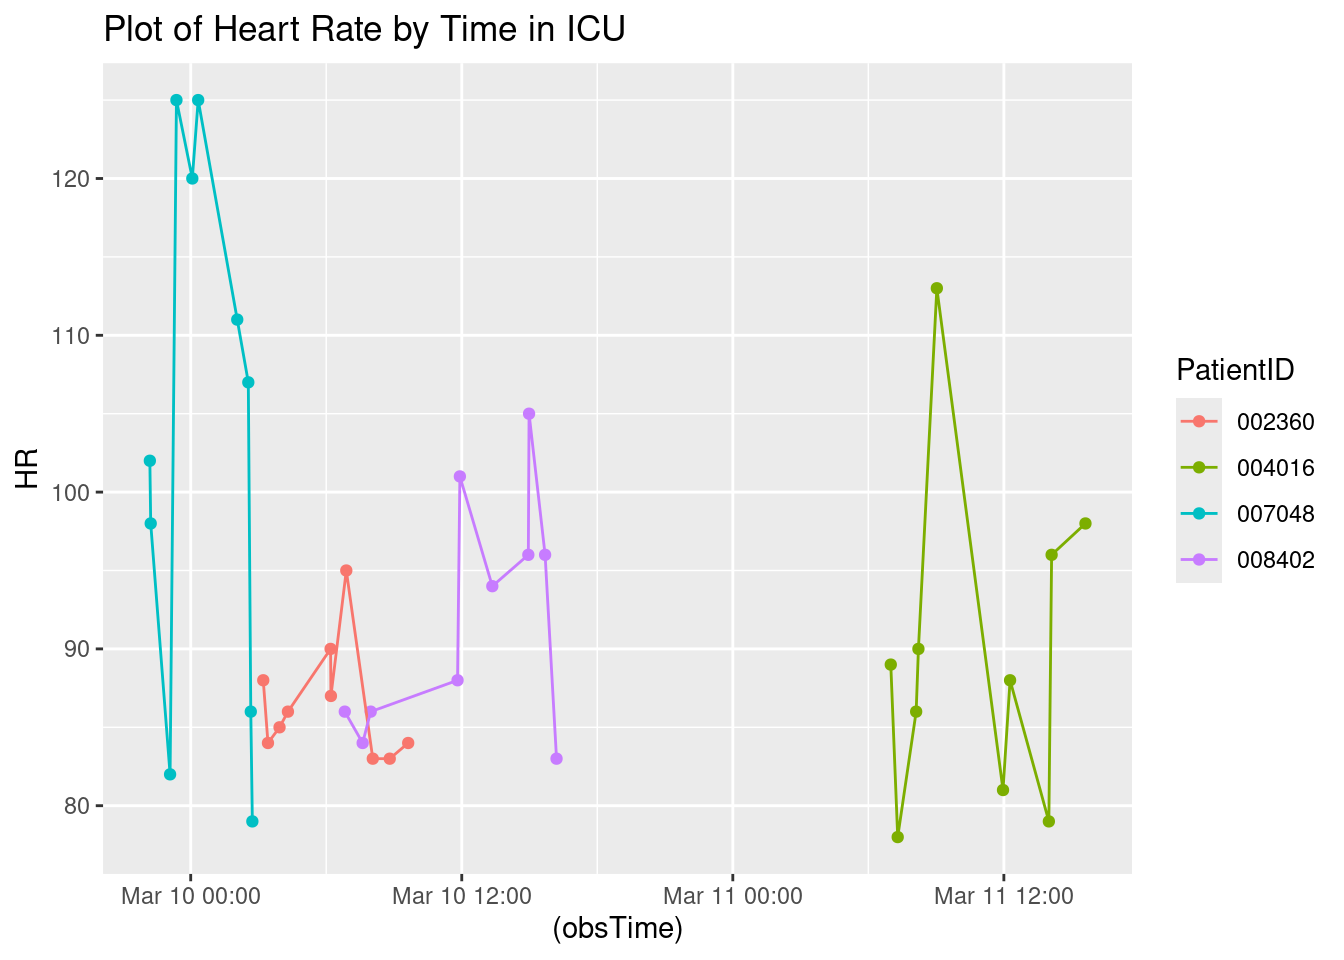 Plot of Heart Rate by Time in ICU
HR
120
110
100
90
80
Mar 10 00:00 Mar 10 12:00 Mar 11 00:00 Mar 11 12:00
(obsTime)
PatientID
002360
004016
007048
008402